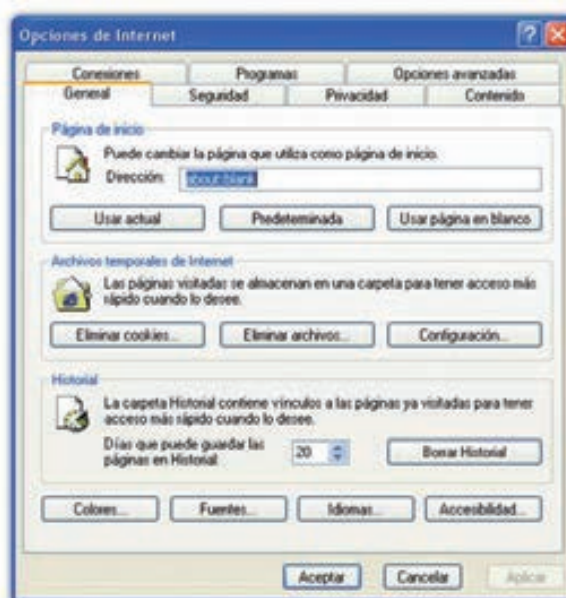 Opciones de Internet
Conexiones Programas Opciones avanzadas
General Seguridad Privacidad Contenido
Página de inicio
Puede cambiar la página que utiliza como página de inicio.
Dirección: about:blank
Usar actual Predeterminada Usar página en blanco
Archivos temporales de Internet
Las páginas visitadas se almacenan en una carpeta para tener acceso más
rápido cuando lo desee.
Eliminar cookies... Eliminar archivos... Configuración...
Historial
La carpeta Historial contiene vínculos a las páginas ya visitadas para tener
acceso más rápido cuando lo desee.
Días que puede guardar las
páginas en Historial: 20 Borrar Historial
Colores... Fuentes... Idiomas... Accesibilidad...
Aceptar Cancelar Aplicar